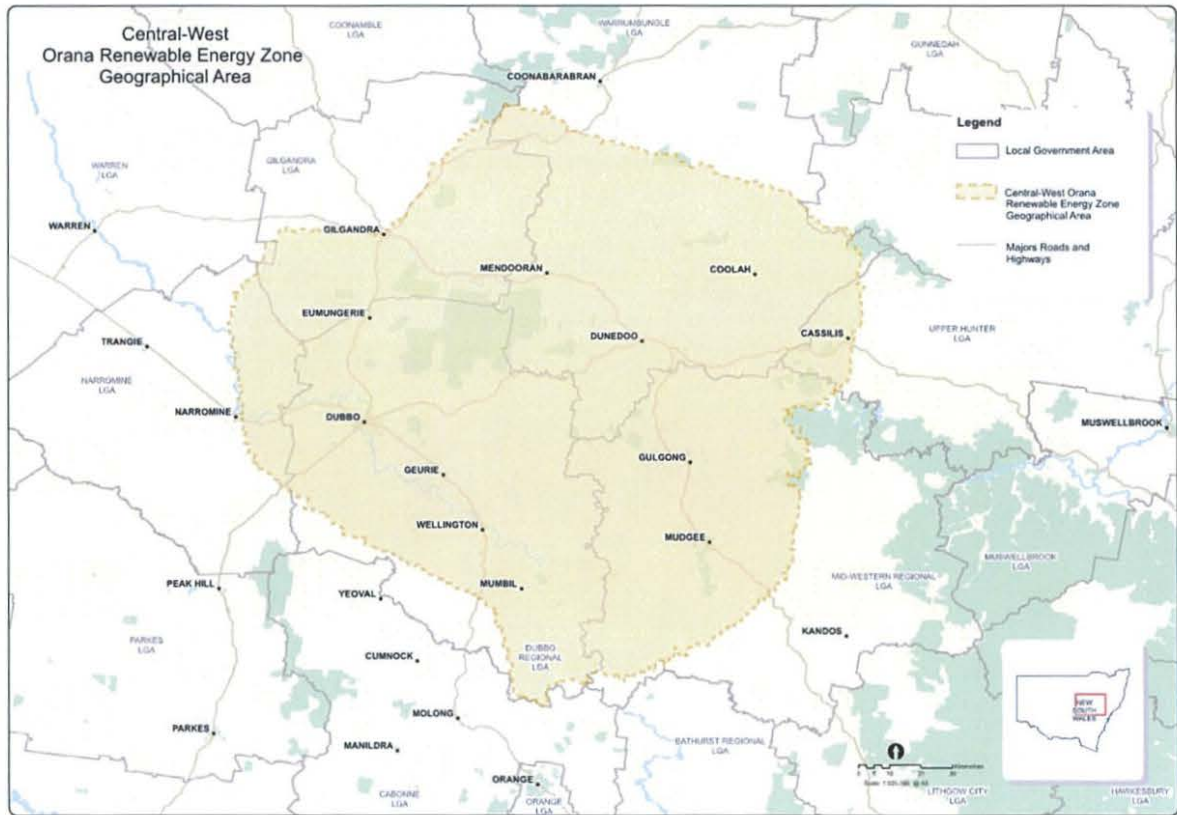 Central-West
Orana Renewable Energy Zone
Geographical Area
COONAMBLE
LGA
WARRUMBUNGLE
LGA
GUNNEDAH
LGA
COONABARABRAN
Legend
Local Government Area
Central-West Orana
Renewable Energy Zone
Geographical Area
Majors Roads and
Highways
WARREN
LGA
GILGANDRA
LGA
WARREN
GILGANDRA
MENDOORAN
COOLAH
EUMUNGERIE
TRANGIE
DUNEDOO
CASSILIS
UPPER HUNTER
LGA
NARROMINE
LGA
NARROMINE
DUBBO
MUSWELLBROOK
GEURIE
GULGONG
WELLINGTON
MUDGEE
MUSWELLBROOK
LGA
PEAK HILL
YEOVAL
MUMBIL
MID-WESTERN REGIONAL
LGA
PARKES
LGA
CUMNOCK
DUBBO
REGIONAL
LGA
KANDOS
NEW
SOUTH
WALES
PARKES
MOLONG
MANILDRA
BATHURST REGIONAL
LGA
ORANGE
CABONNE
LGA
ORANGE
LGA
Kilometres
LITHGOW CITY
LGA
HAWKESBURY
LGA